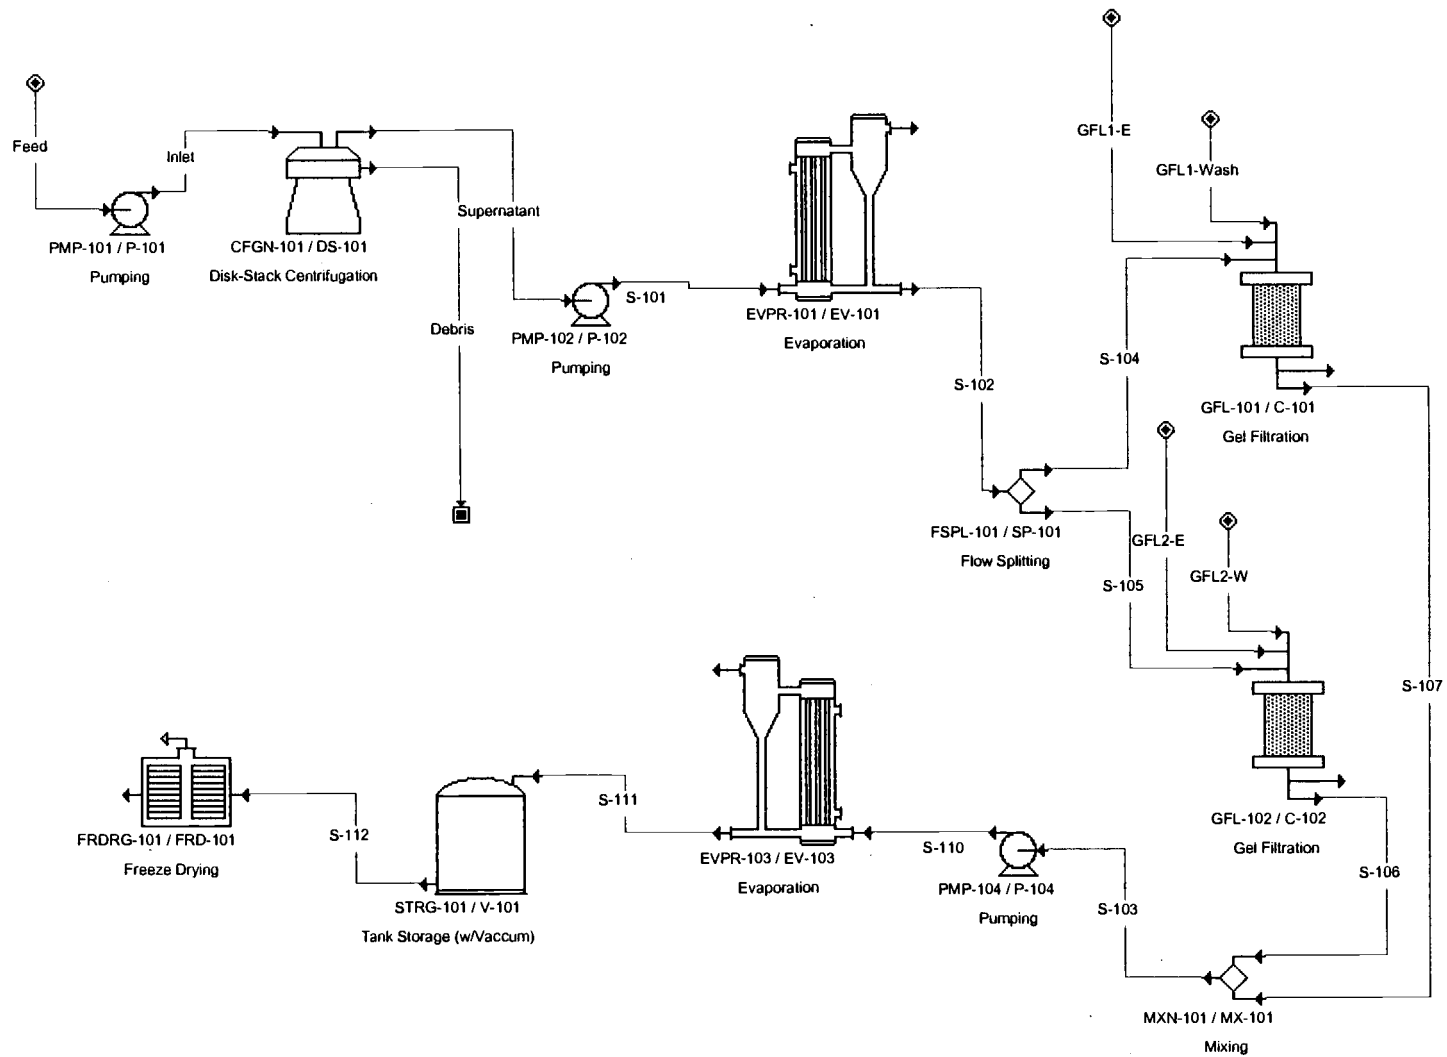 GFL1-E
Feed
Inlet
GFL1-Wash
Supernatant
PMP-101 / P-101
Pumping
CFGN-101 / DS-101
Disk-Stack Centrifugation
S-101
EVPR-101 / EV-101
Evaporation
Debris
PMP-102 / P-102
Pumping
S-104
S-102
GFL-101 / C-101
Gel Filtration
FSPL-101 / SP-101
Flow Splitting
GFL2-E
GFL2-W
S-105
S-107
S-111
S-112
FRDRG-101 / FRD-101
Freeze Drying
EVPR-103 / EV-103
Evaporation
S-110
GFL-102 / C-102
Gel Filtration
STRG-101 / V-101
Tank Storage (w/Vaccum)
PMP-104 / P-104
Pumping
S-103
S-106
MXN-101 / MX-101
Mixing